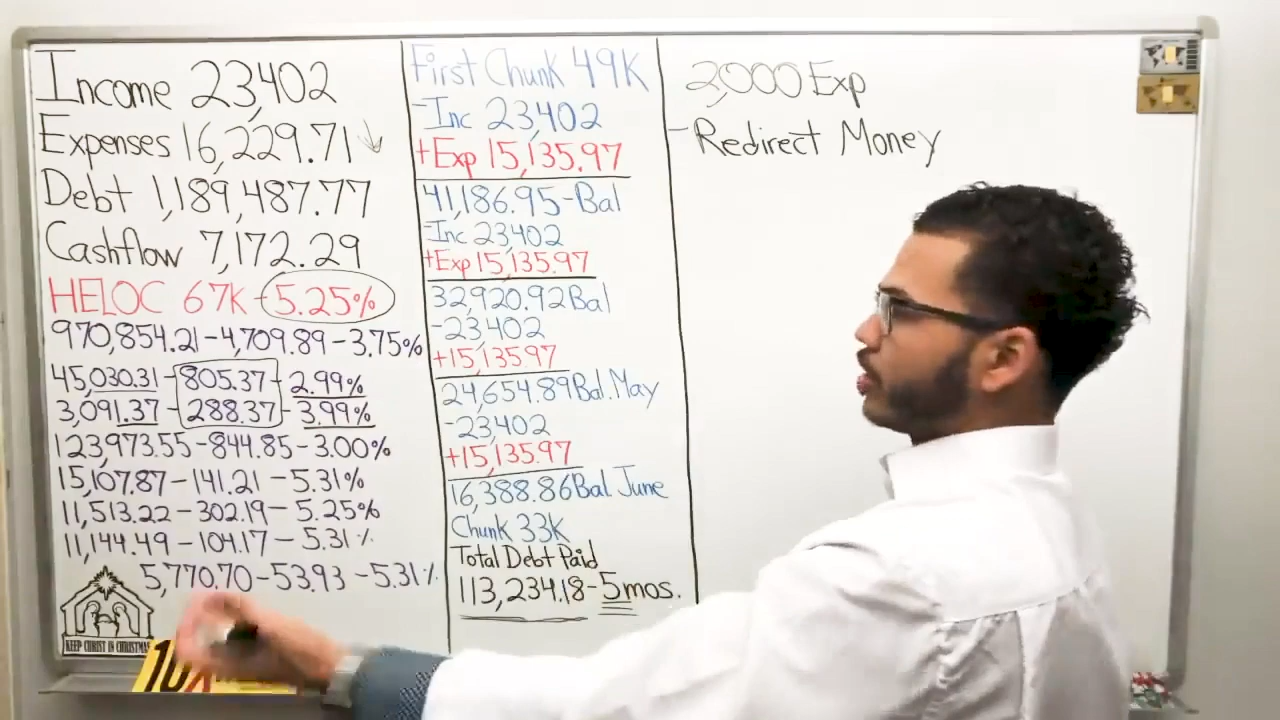 Income 23,402
Expenses 16,229.71 ↓
Debt 1,189,487.77
Cashflow 7,172.29
HELOC 67K - 5.25%
970,854.21 - 4,709.89 - 3.75%
45,030.31 - 805.37 - 2.99%
3,091.37 - 288.37 - 3.99%
123,973.55 - 844.85 - 3.00%
15,107.87 - 141.21 - 5.31%
11,513.22 - 302.19 - 5.25%
11,144.49 - 104.17 - 5.31%
5,770.70 - 53.93 - 5.31%
KEEP CHRIST IN CHRISTMAS
10X
First Chunk 49K
-Inc 23,402
+Exp 15,135.97
41,186.95 - Bal
-Inc 23,402
+Exp 15,135.97
32,920.92 Bal
-23,402
+15,135.97
24,654.89 Bal. May
-23,402
+15,135.97
16,388.86 Bal June
Chunk 33K
Total Debt Paid
113,234.18 - 5 mos.
2,000 Exp
- Redirect Money